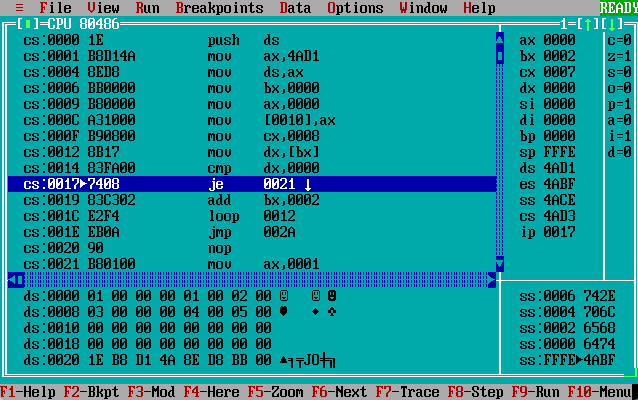 ≡ File View Run Breakpoints Data Options Window Help READY
[■]=CPU 80486 1=[↑][↓]
cs:0000 1E push ds ax 0000 c=0
cs:0001 B8D14A mov ax,4AD1 bx 0002 z=1
cs:0004 8ED8 mov ds,ax cx 0007 s=0
cs:0006 BB0000 mov bx,0000 dx 0000 o=0
cs:0009 B80000 mov ax,0000 si 0000 p=1
cs:000C A31000 mov [0010],ax di 0000 a=0
cs:000F B90800 mov cx,0008 bp 0000 i=1
cs:0012 8B17 mov dx,[bx] sp FFFE d=0
cs:0014 83FA00 cmp dx,0000 ds 4AD1
cs:0017►7408 je 0021 ↓ es 4ABF
cs:0019 83C302 add bx,0002 ss 4ACE
cs:001C E2F4 loop 0012 cs 4AD3
cs:001E EB0A jmp 002A ip 0017
cs:0020 90 nop
cs:0021 B80100 mov ax,0001
ds:0000 01 00 00 00 01 00 02 00 ☺ ☺ ☻ ss:0006 742E
ds:0008 03 00 00 00 04 00 05 00 ♥ ♦ ♣ ss:0004 706C
ds:0010 00 00 00 00 00 00 00 00 ss:0002 6568
ds:0018 00 00 00 00 00 00 00 00 ss:0000 6474
ds:0020 1E B8 D1 4A 8E D8 BB 00 ▲╕╤JО╪╗ ss:FFFE►4ABF
F1-Help F2-Bkpt F3-Mod F4-Here F5-Zoom F6-Next F7-Trace F8-Step F9-Run F10-Menu